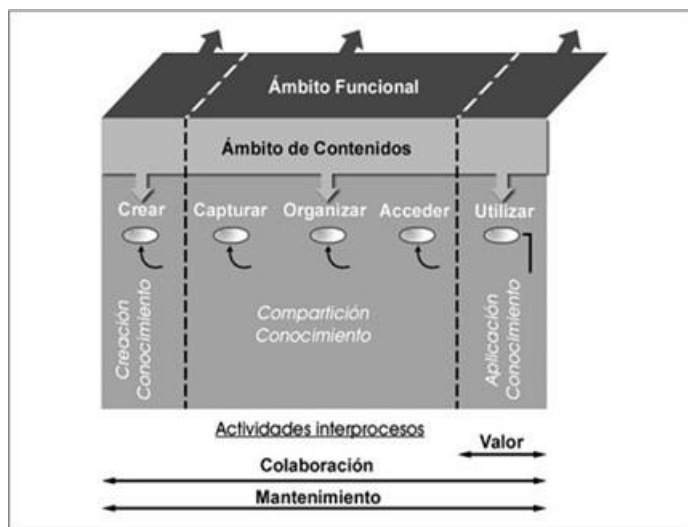 Ámbito Funcional
Ámbito de Contenidos
Crear Capturar Organizar Acceder Utilizar
Creación
Conocimiento
Compartición
Conocimiento
Aplicación
Conocimiento
Actividades interprocesos
Valor
Colaboración
Mantenimiento